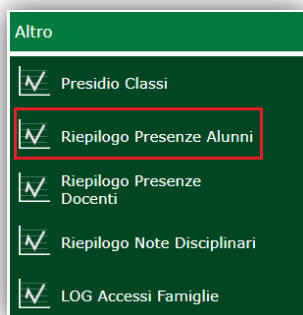 Altro
Presidio Classi
Riepilogo Presenze Alunni
Riepilogo Presenze
Docenti
Riepilogo Note Disciplinari
LOG Accessi Famiglie